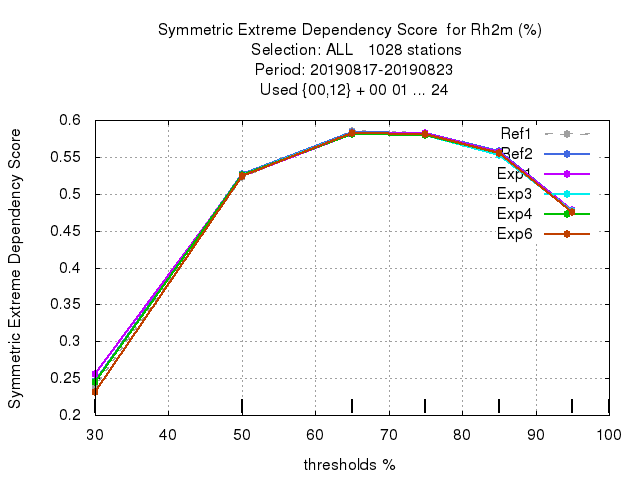 Symmetric Extreme Dependency Score for Rh2m (%)
Selection: ALL 1028 stations
Period: 20190817-20190823
Used {00,12} + 00 01 ... 24
Symmetric Extreme Dependency Score
0.6
0.55
0.5
0.45
0.4
0.35
0.3
0.25
0.2
Ref1
Ref2
Exp1
Exp3
Exp4
Exp6
30 40 50 60 70 80 90 100
thresholds %